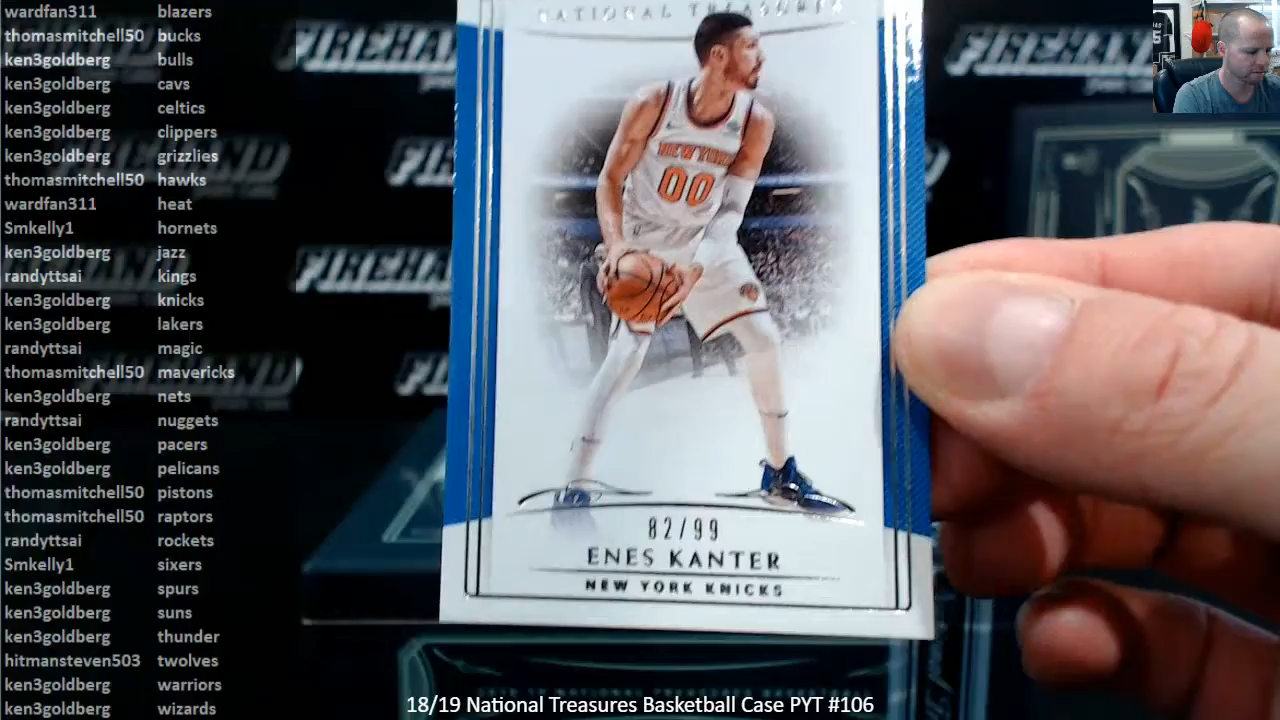 wardfan311 blazers
thomasmitchell50 bucks
ken3goldberg bulls
ken3goldberg cavs
ken3goldberg celtics
ken3goldberg clippers
ken3goldberg grizzlies
thomasmitchell50 hawks
wardfan311 heat
Smkelly1 hornets
ken3goldberg jazz
randyttsai kings
ken3goldberg knicks
ken3goldberg lakers
randyttsai magic
thomasmitchell50 mavericks
ken3goldberg nets
randyttsai nuggets
ken3goldberg pacers
ken3goldberg pelicans
thomasmitchell50 pistons
thomasmitchell50 raptors
randyttsai rockets
Smkelly1 sixers
ken3goldberg spurs
ken3goldberg suns
ken3goldberg thunder
hitmansteven503 twolves
ken3goldberg warriors
ken3goldberg wizards
NATIONAL TREASURES
NEW YORK
00
82/99
ENES KANTER
NEW YORK KNICKS
18/19 National Treasures Basketball Case PYT #106